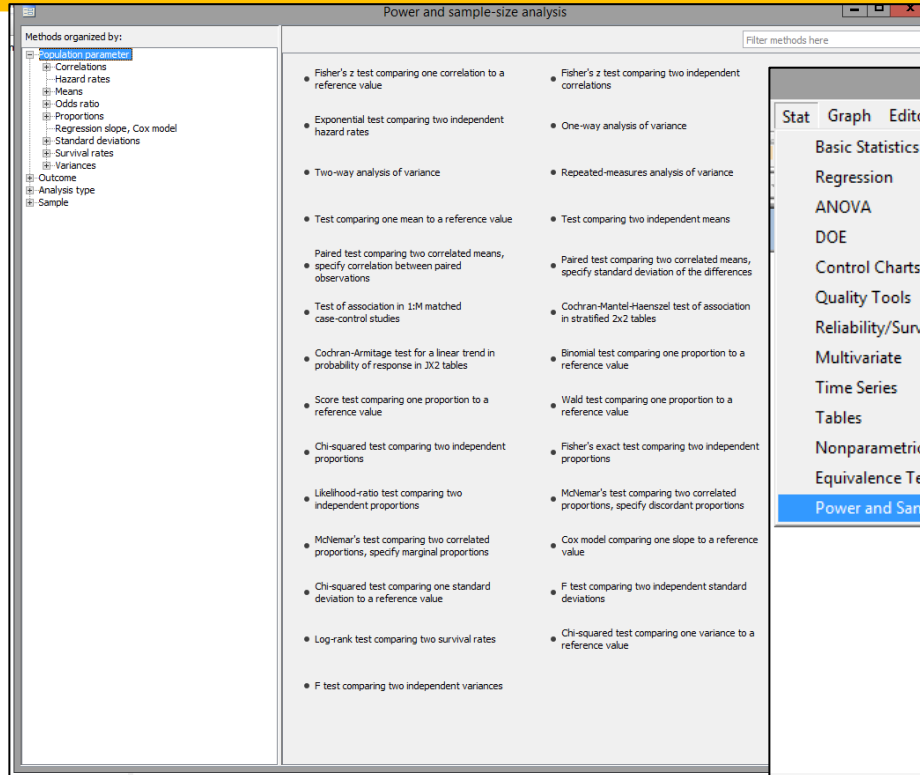 Power and sample-size analysis
Methods organized by:
Filter methods here
Population parameter
Correlations
Hazard rates
Means
Odds ratio
Proportions
Regression slope, Cox model
Standard deviations
Survival rates
Variances
Outcome
Analysis type
Sample
Fisher's z test comparing one correlation to a
reference value
Fisher's z test comparing two independent
correlations
Exponential test comparing two independent
hazard rates
One-way analysis of variance
Two-way analysis of variance
Repeated-measures analysis of variance
Test comparing one mean to a reference value
Test comparing two independent means
Paired test comparing two correlated means,
specify correlation between paired
observations
Paired test comparing two correlated means,
specify standard deviation of the differences
Test of association in 1:M matched
case-control studies
Cochran-Mantel-Haenszel test of association
in stratified 2x2 tables
Cochran-Armitage test for a linear trend in
probability of response in JX2 tables
Binomial test comparing one proportion to a
reference value
Score test comparing one proportion to a
reference value
Wald test comparing one proportion to a
reference value
Chi-squared test comparing two independent
proportions
Fisher's exact test comparing two independent
proportions
Likelihood-ratio test comparing two
independent proportions
McNemar's test comparing two correlated
proportions, specify discordant proportions
McNemar's test comparing two correlated
proportions, specify marginal proportions
Cox model comparing one slope to a reference
value
Chi-squared test comparing one standard
deviation to a reference value
F test comparing two independent standard
deviations
Log-rank test comparing two survival rates
Chi-squared test comparing one variance to a
reference value
F test comparing two independent variances
Stat Graph Edito
Basic Statistics
Regression
ANOVA
DOE
Control Charts
Quality Tools
Reliability/Surv
Multivariate
Time Series
Tables
Nonparametric
Equivalence Te
Power and Sam